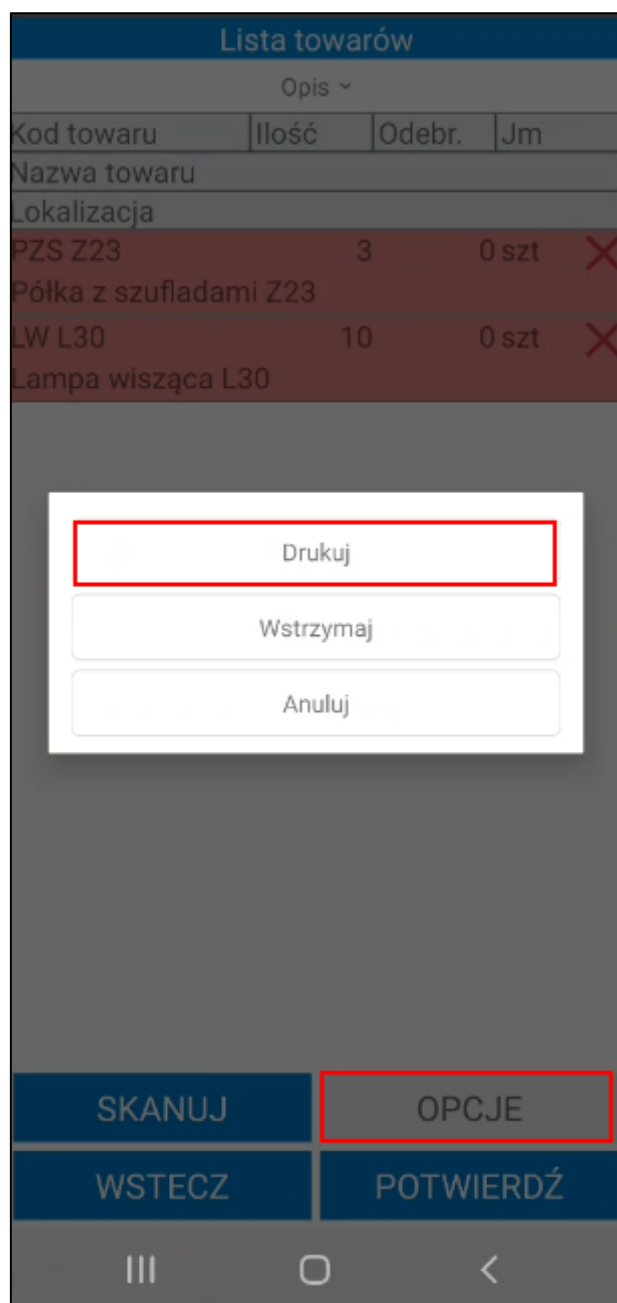 Lista towarów
Opis
Kod towaru Ilość Odebr. Jm
Nazwa towaru
Lokalizacja
PZS Z23 3 0 szt
Półka z szufladami Z23
LW L30 10 0 szt
Lampa wisząca L30
Drukuj
Wstrzymaj
Anuluj
SKANUJ OPCJE
WSTECZ POTWIERDŹ